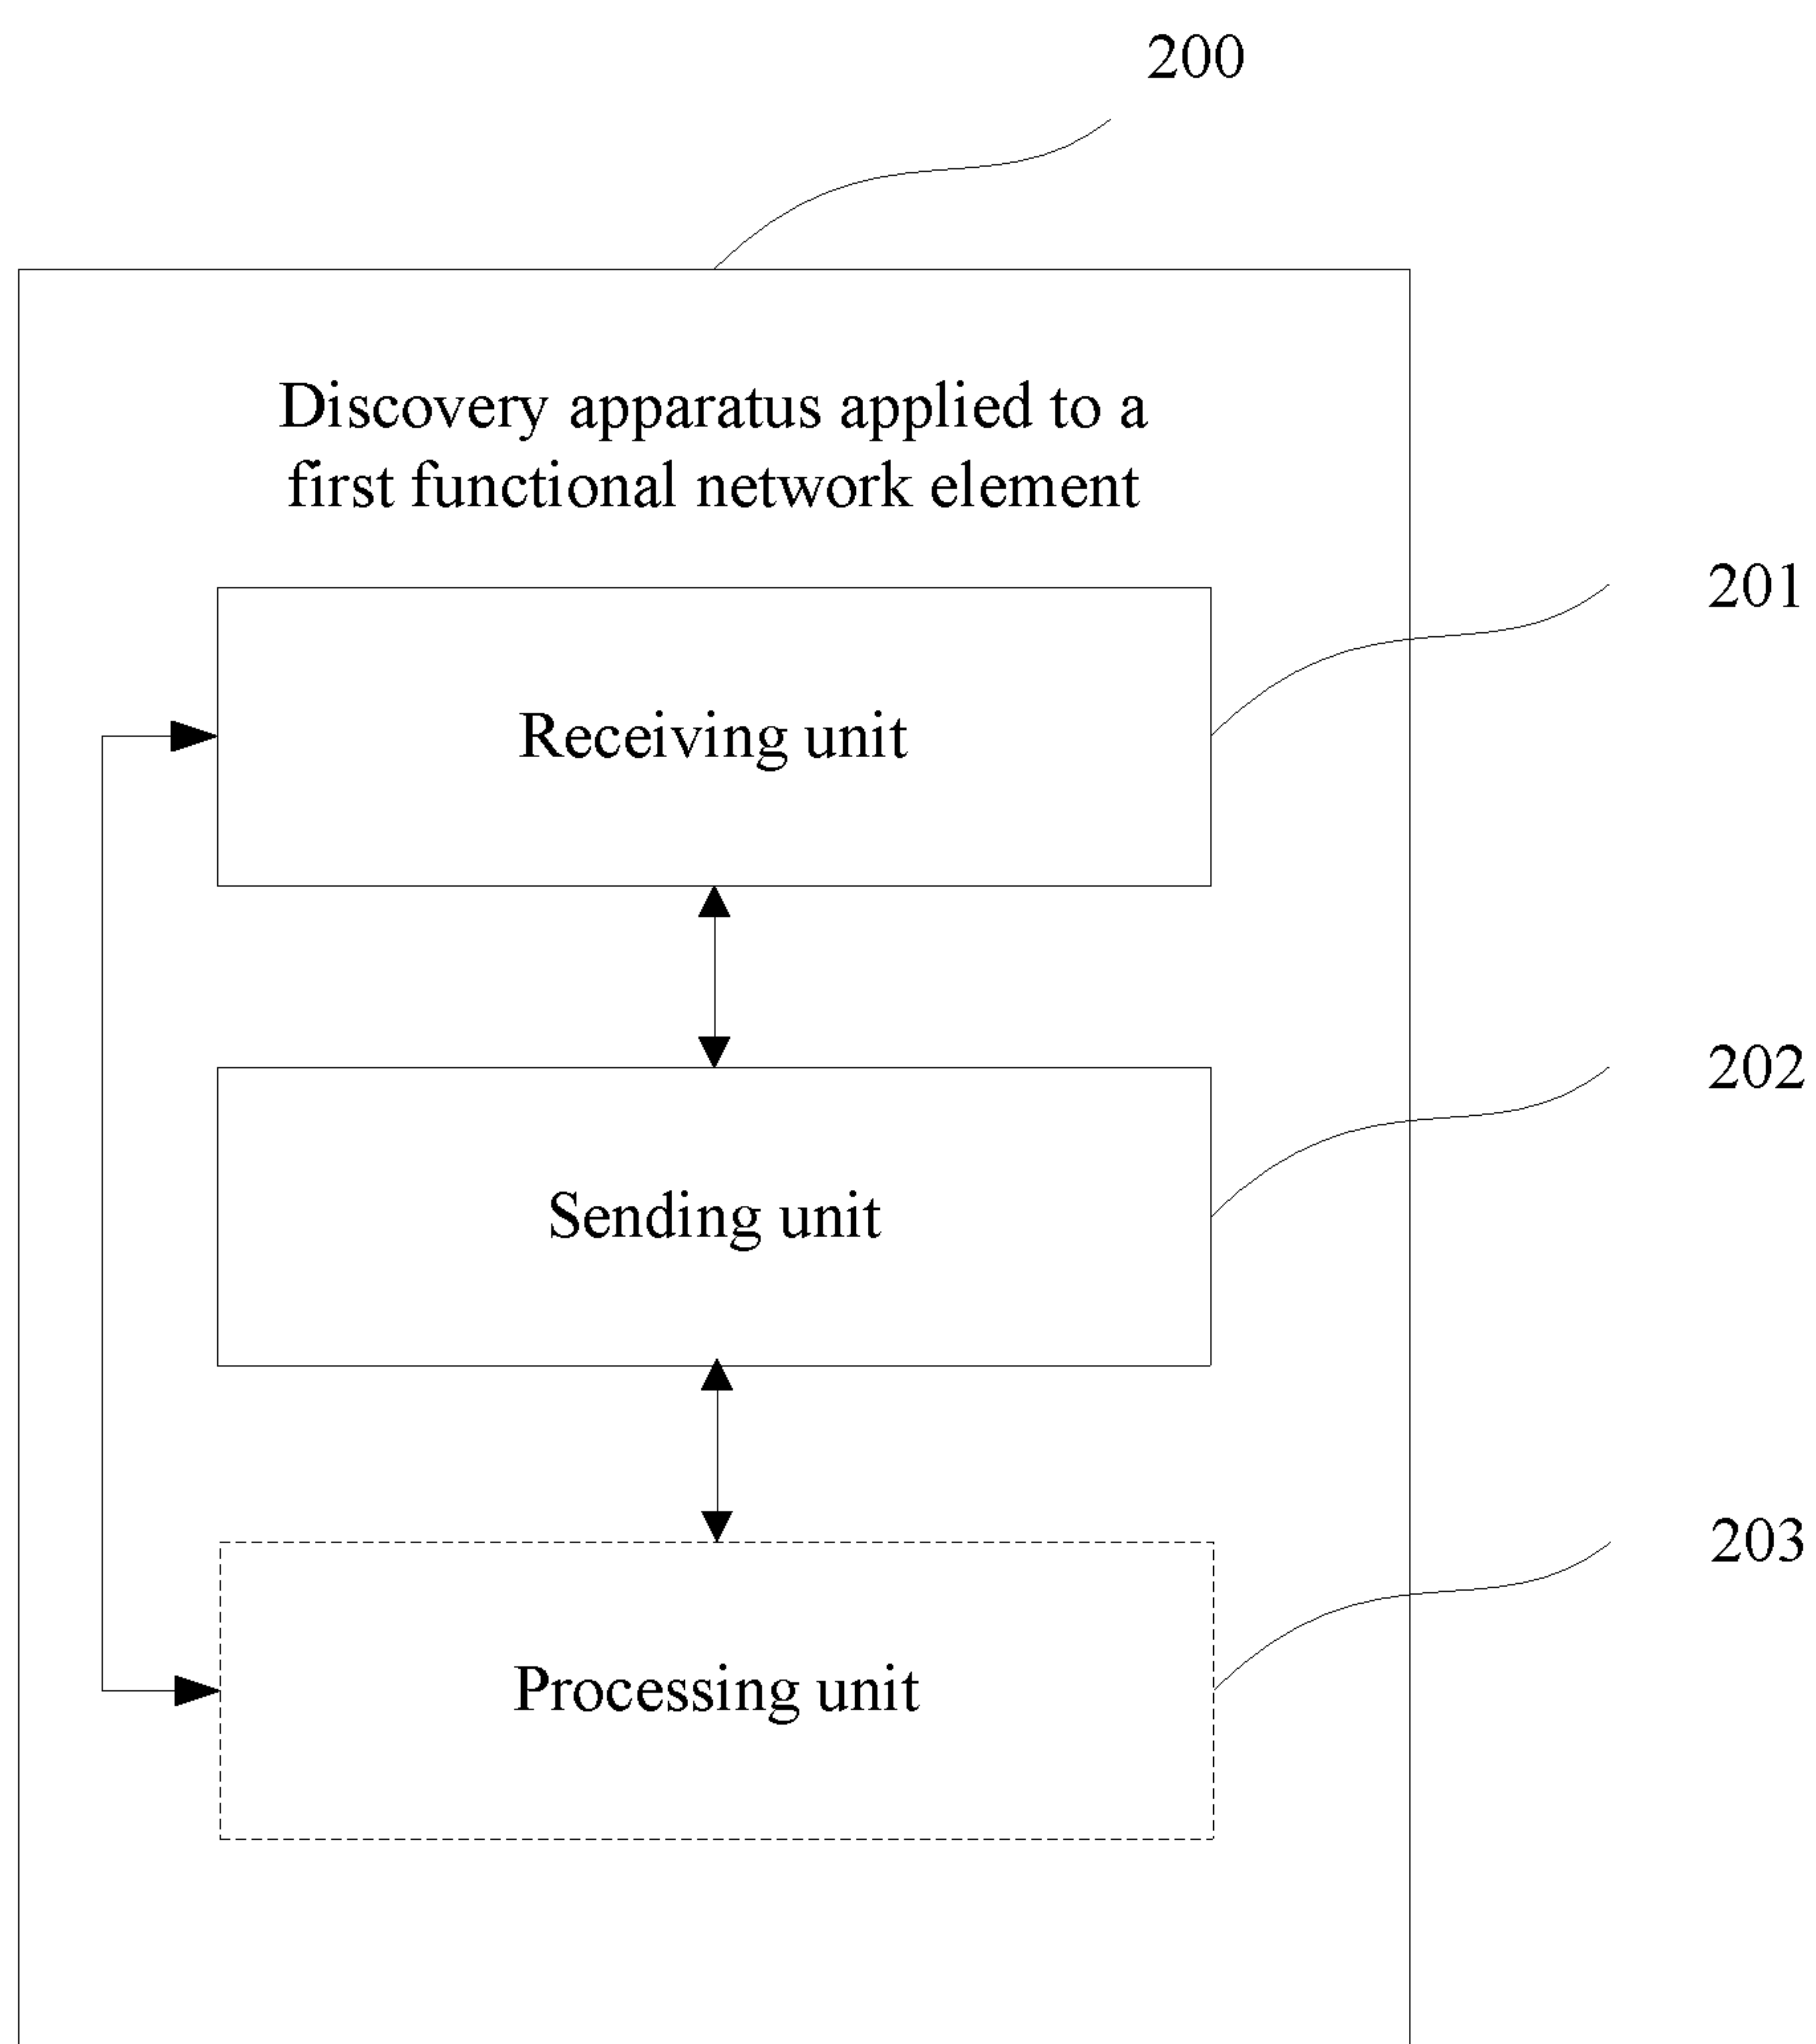 200
Discovery apparatus applied to a
first functional network element
201
Receiving unit
202
Sending unit
203
Processing unit